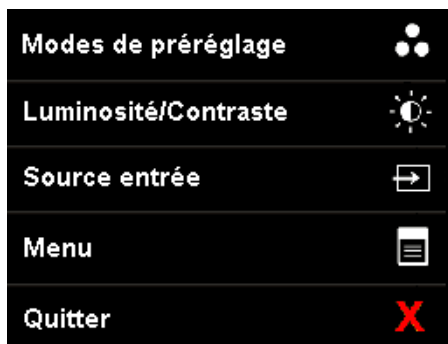 Modes de préréglage
Luminosité/Contraste
Source entrée
Menu
Quitter